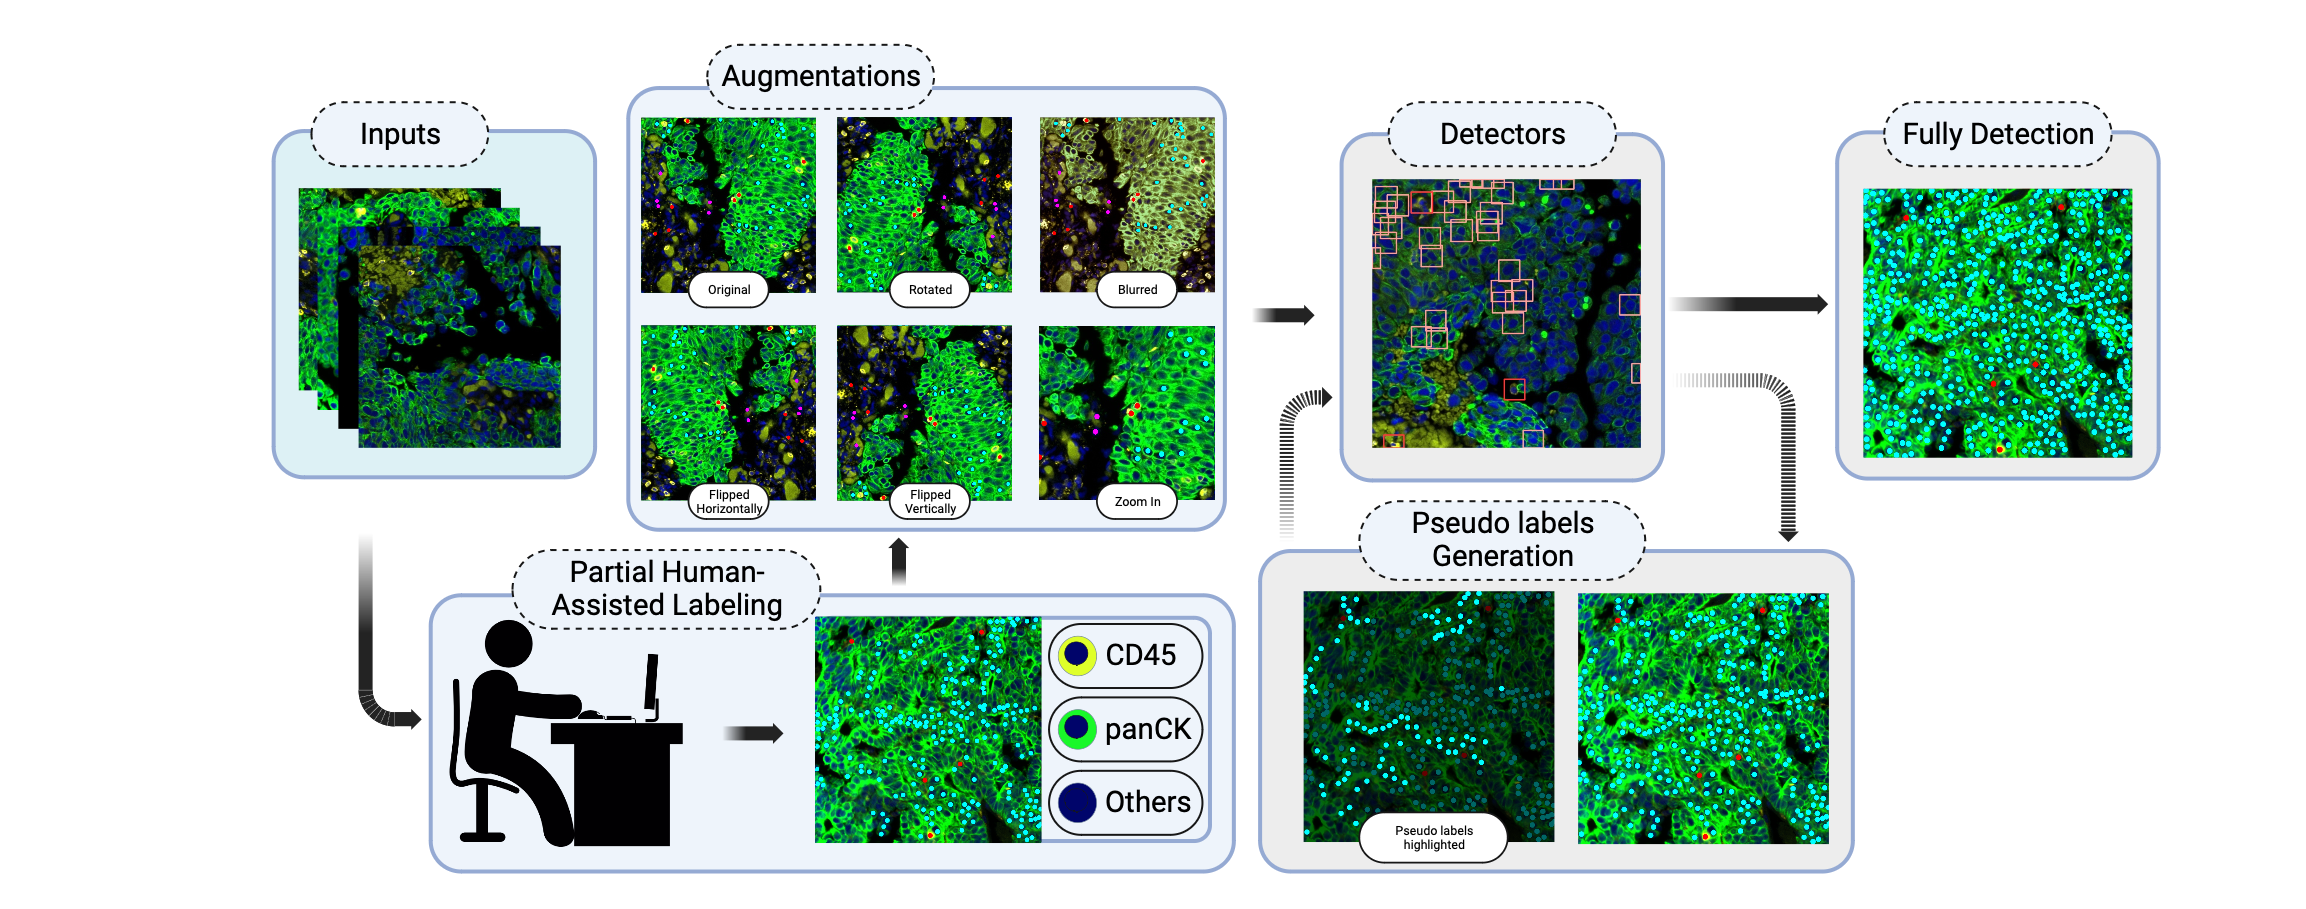 Inputs
Augmentations
Original
Rotated
Blurred
Flipped
Horizontally
Flipped
Vertically
Zoom In
Partial Human-
Assisted Labeling
CD45
panCK
Others
Detectors
Pseudo labels
Generation
Pseudo labels
highlighted
Fully Detection